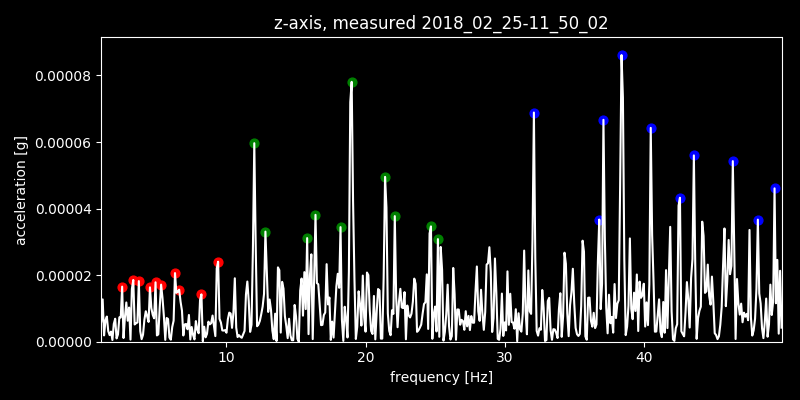 z-axis, measured 2018_02_25-11_50_02
0.00008
0.00006
0.00004
0.00002
0.00000
acceleration [g]
10 20 30 40
frequency [Hz]